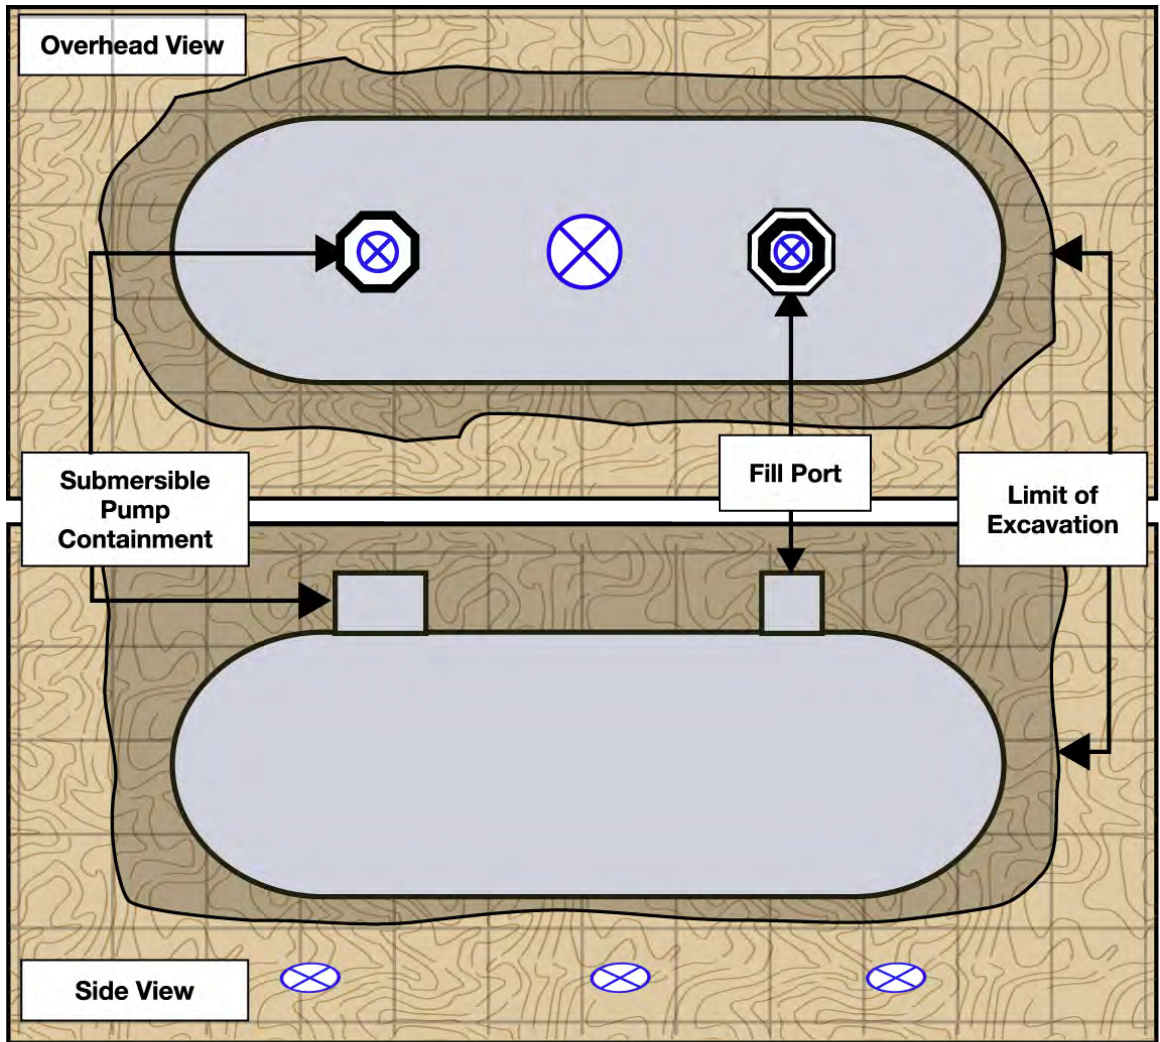 Overhead View
Submersible
Pump
Containment
Fill Port
Limit of
Excavation
Side View